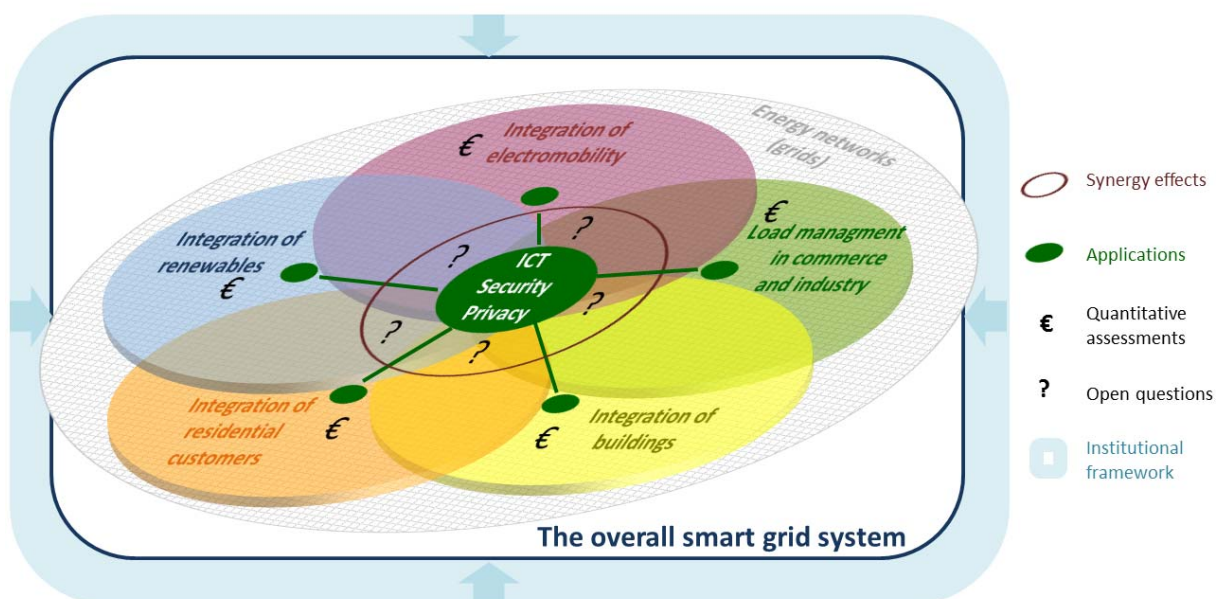 Integration of
electromobility
€
Energy networks
(grids)
Integration of
renewables
€
€
Load managment
in commerce
and industry
?
?
ICT
Security
Privacy
?
?
?
Integration of
residential
customers
€
Integration of
buildings
€
The overall smart grid system
Synergy effects
Applications
€
Quantitative
assessments
?
Open questions
Institutional
framework